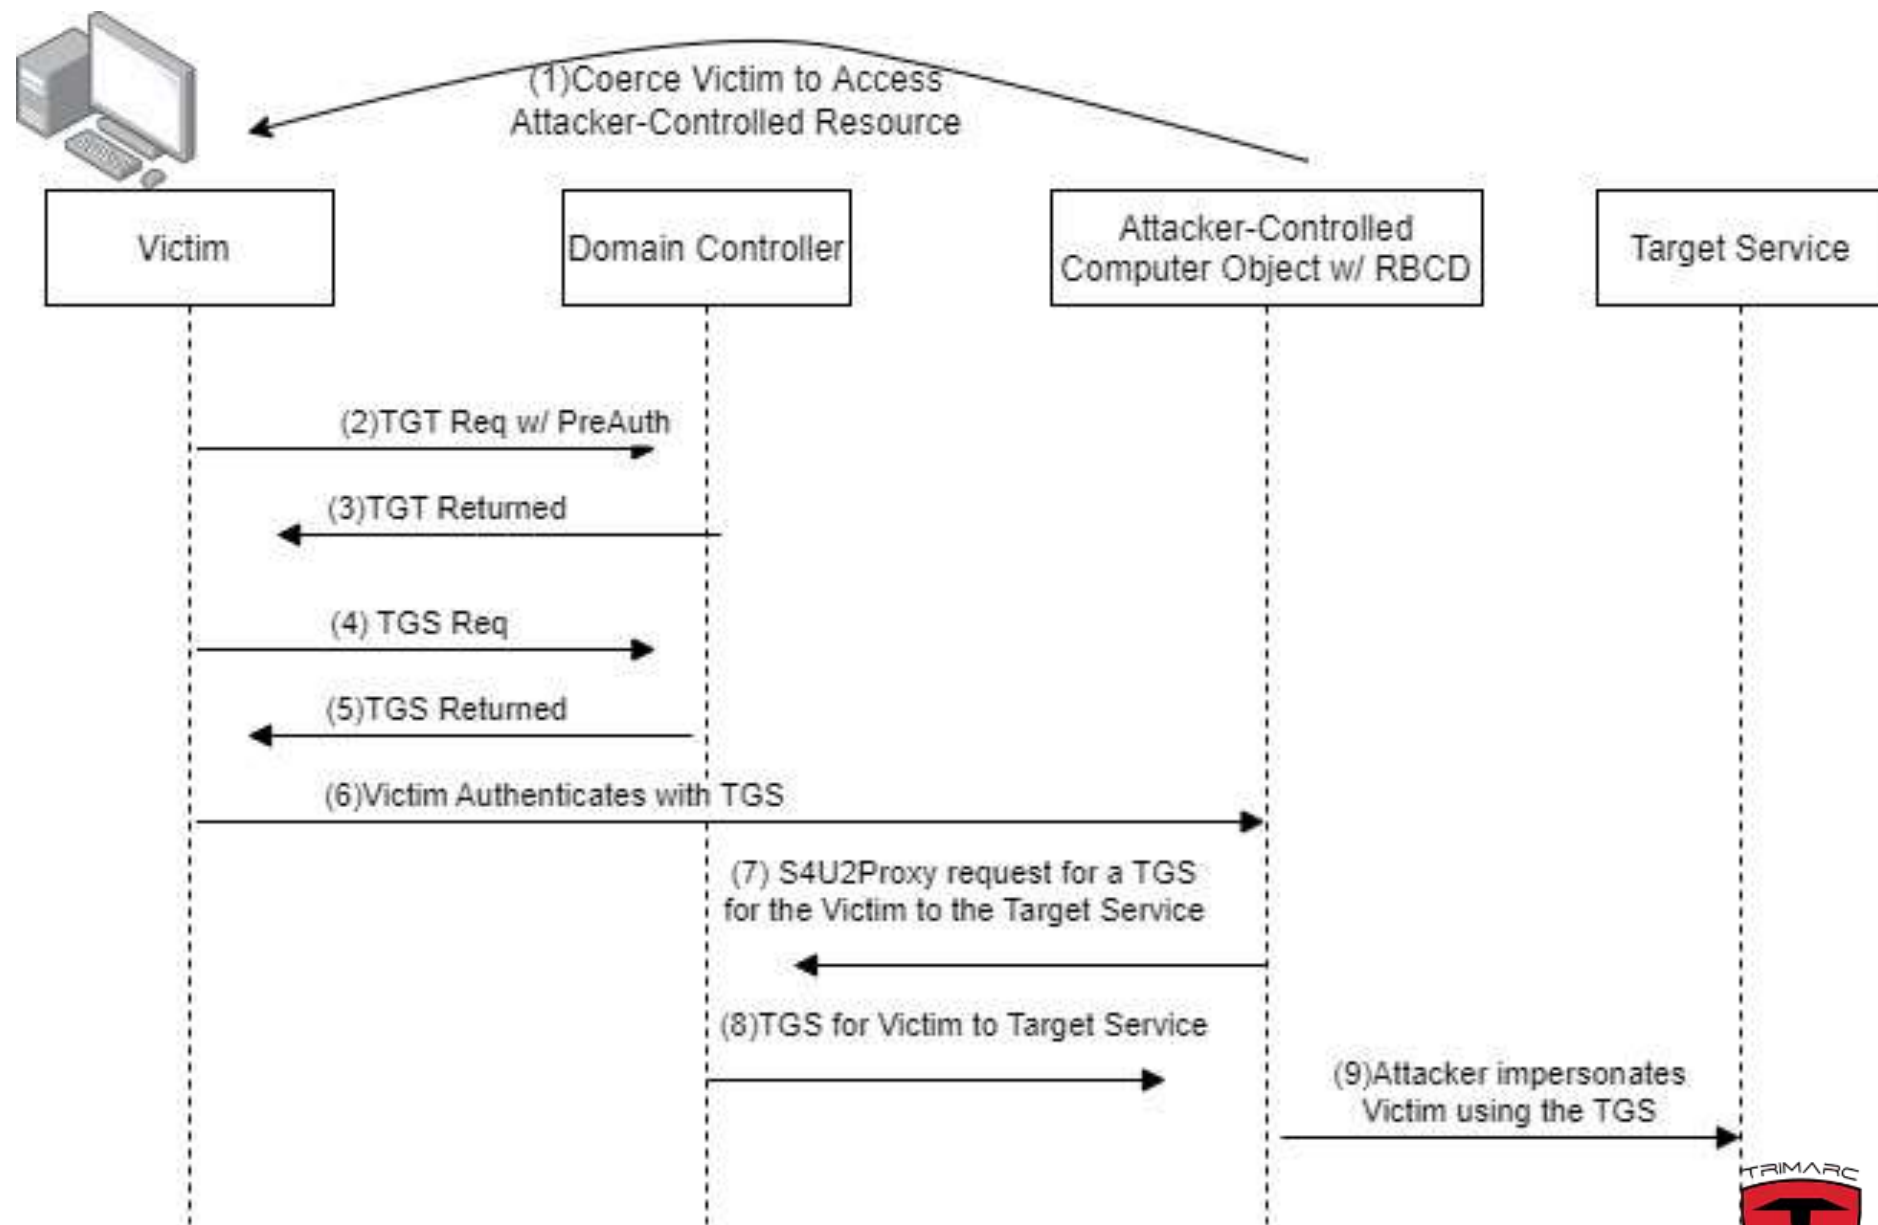 (1)Coerce Victim to Access
Attacker-Controlled Resource
Victim
Domain Controller
Attacker-Controlled
Computer Object w/ RBCD
Target Service
(2)TGT Req w/ PreAuth
(3)TGT Returned
(4) TGS Req
(5)TGS Returned
(6)Victim Authenticates with TGS
(7) S4U2Proxy request for a TGS
for the Victim to the Target Service
(8)TGS for Victim to Target Service
(9)Attacker impersonates
Victim using the TGS
TRIMARC